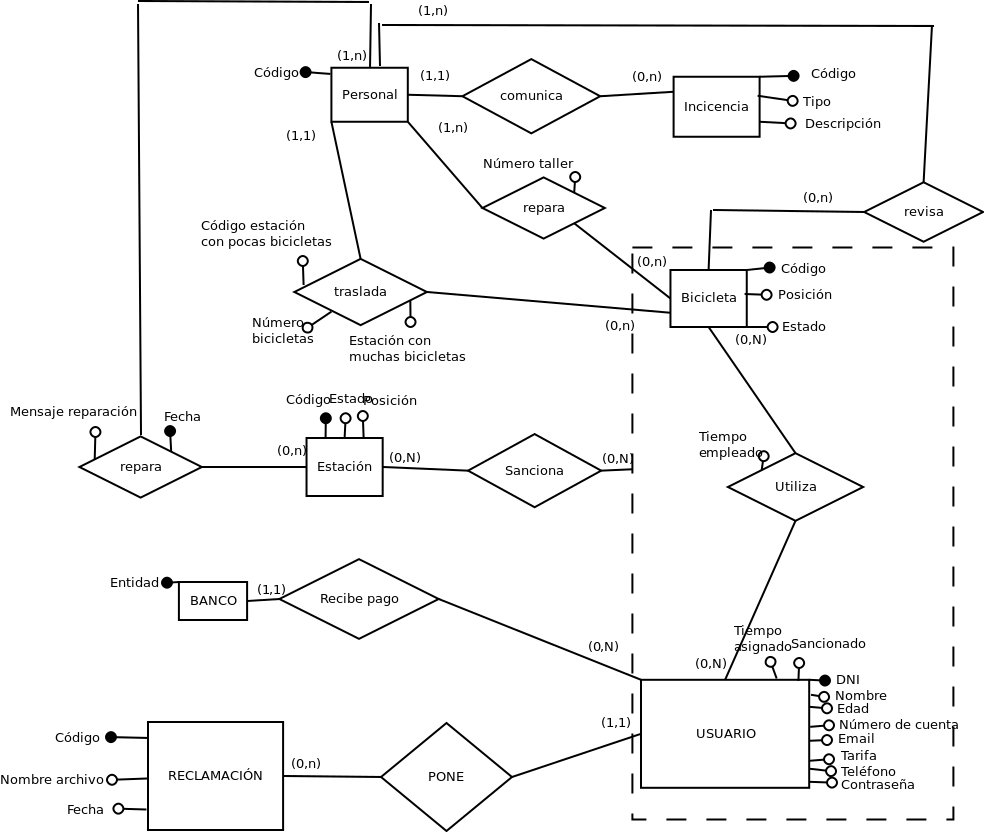 (1,n)
(1,n)
Código
Personal
(1,1)
comunica
(0,n)
Incicencia
Código
Tipo
Descripción
(1,1)
(1,n)
Número taller
repara
(0,n)
revisa
Código estación
con pocas bicicletas
traslada
Número
bicicletas
Estación con
muchas bicicletas
(0,n)
(0,n)
Bicicleta
Código
Posición
Estado
(0,N)
Mensaje reparación
Fecha
repara
(0,n)
Código
Estado
Posición
Estación
(0,N)
Sanciona
(0,N)
Tiempo
empleado
Utiliza
Entidad
BANCO
(1,1)
Recibe pago
(0,N)
(0,N)
Tiempo
asignado
Sancionado
DNI
Nombre
Edad
Número de cuenta
Email
Tarifa
Teléfono
Contraseña
USUARIO
(1,1)
Código
Nombre archivo
Fecha
RECLAMACIÓN
(0,n)
PONE